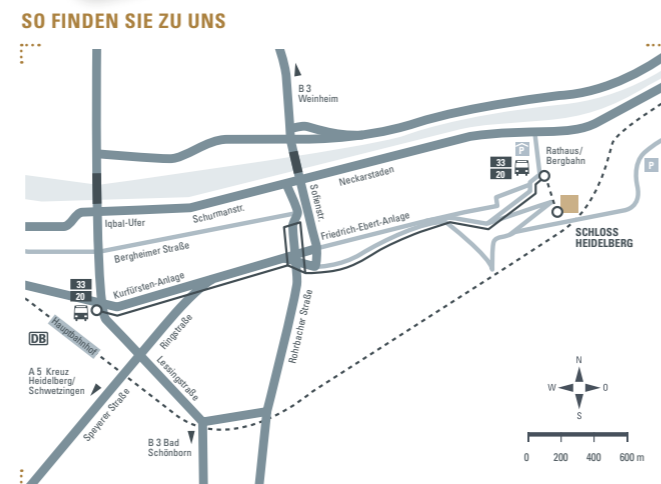 SO FINDEN SIE ZU UNS
B 3
Weinheim
P
Rathaus/
Bergbahn
33
20
P
Neckarstaden
Sofienstr.
Iqbal-Ufer
Schurmanstr.
Friedrich-Ebert-Anlage
SCHLOSS
HEIDELBERG
Bergheimer Straße
33
20
Kurfürsten-Anlage
DB
Hauptbahnhof
Ringstraße
Rohrbacher Straße
Lessingstraße
A 5 Kreuz
Heidelberg/
Schwetzingen
Speyerer Straße
B 3 Bad
Schönborn
N
W
O
S
0 200 400 600 m